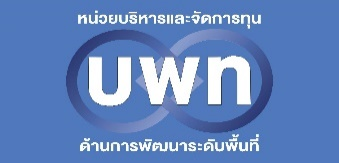 หน่วยบริหารและจัดการทุน
บพท
ด้านการพัฒนาระดับพื้นที่